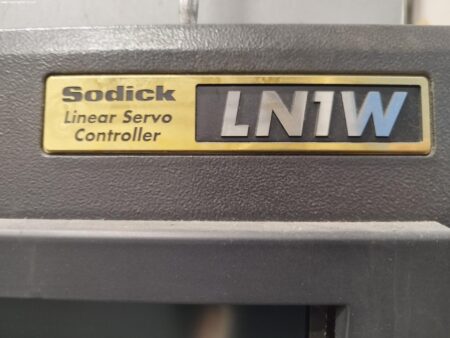 Sodick
Linear Servo
Controller
LN1W